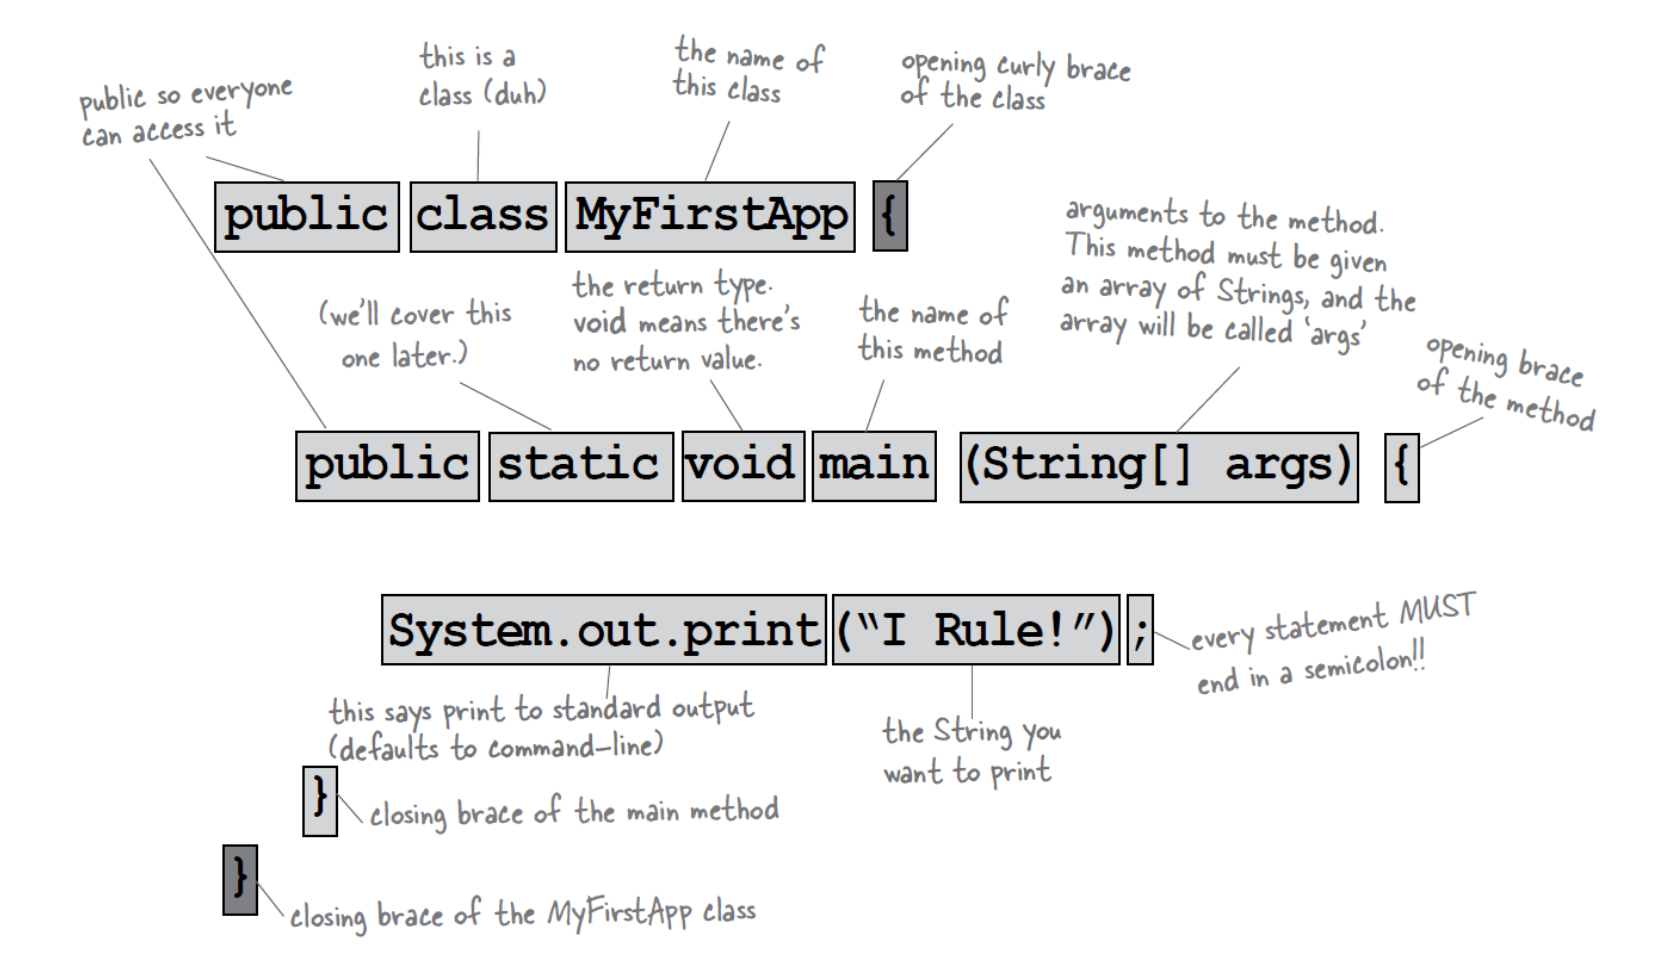 public so everyone
can access it
this is a
class (duh)
the name of
this class
opening curly brace
of the class
public class MyFirstApp {
(we'll cover this
one later.)
the return type.
void means there's
no return value.
the name of
this method
arguments to the method.
This method must be given
an array of Strings, and the
array will be called 'args'
opening brace
of the method
public static void main (String[] args) {
System.out.print(“I Rule!”);
every statement MUST
end in a semicolon!!
this says print to standard output
(defaults to command-line)
the String you
want to print
}
closing brace of the main method
}
closing brace of the MyFirstApp class